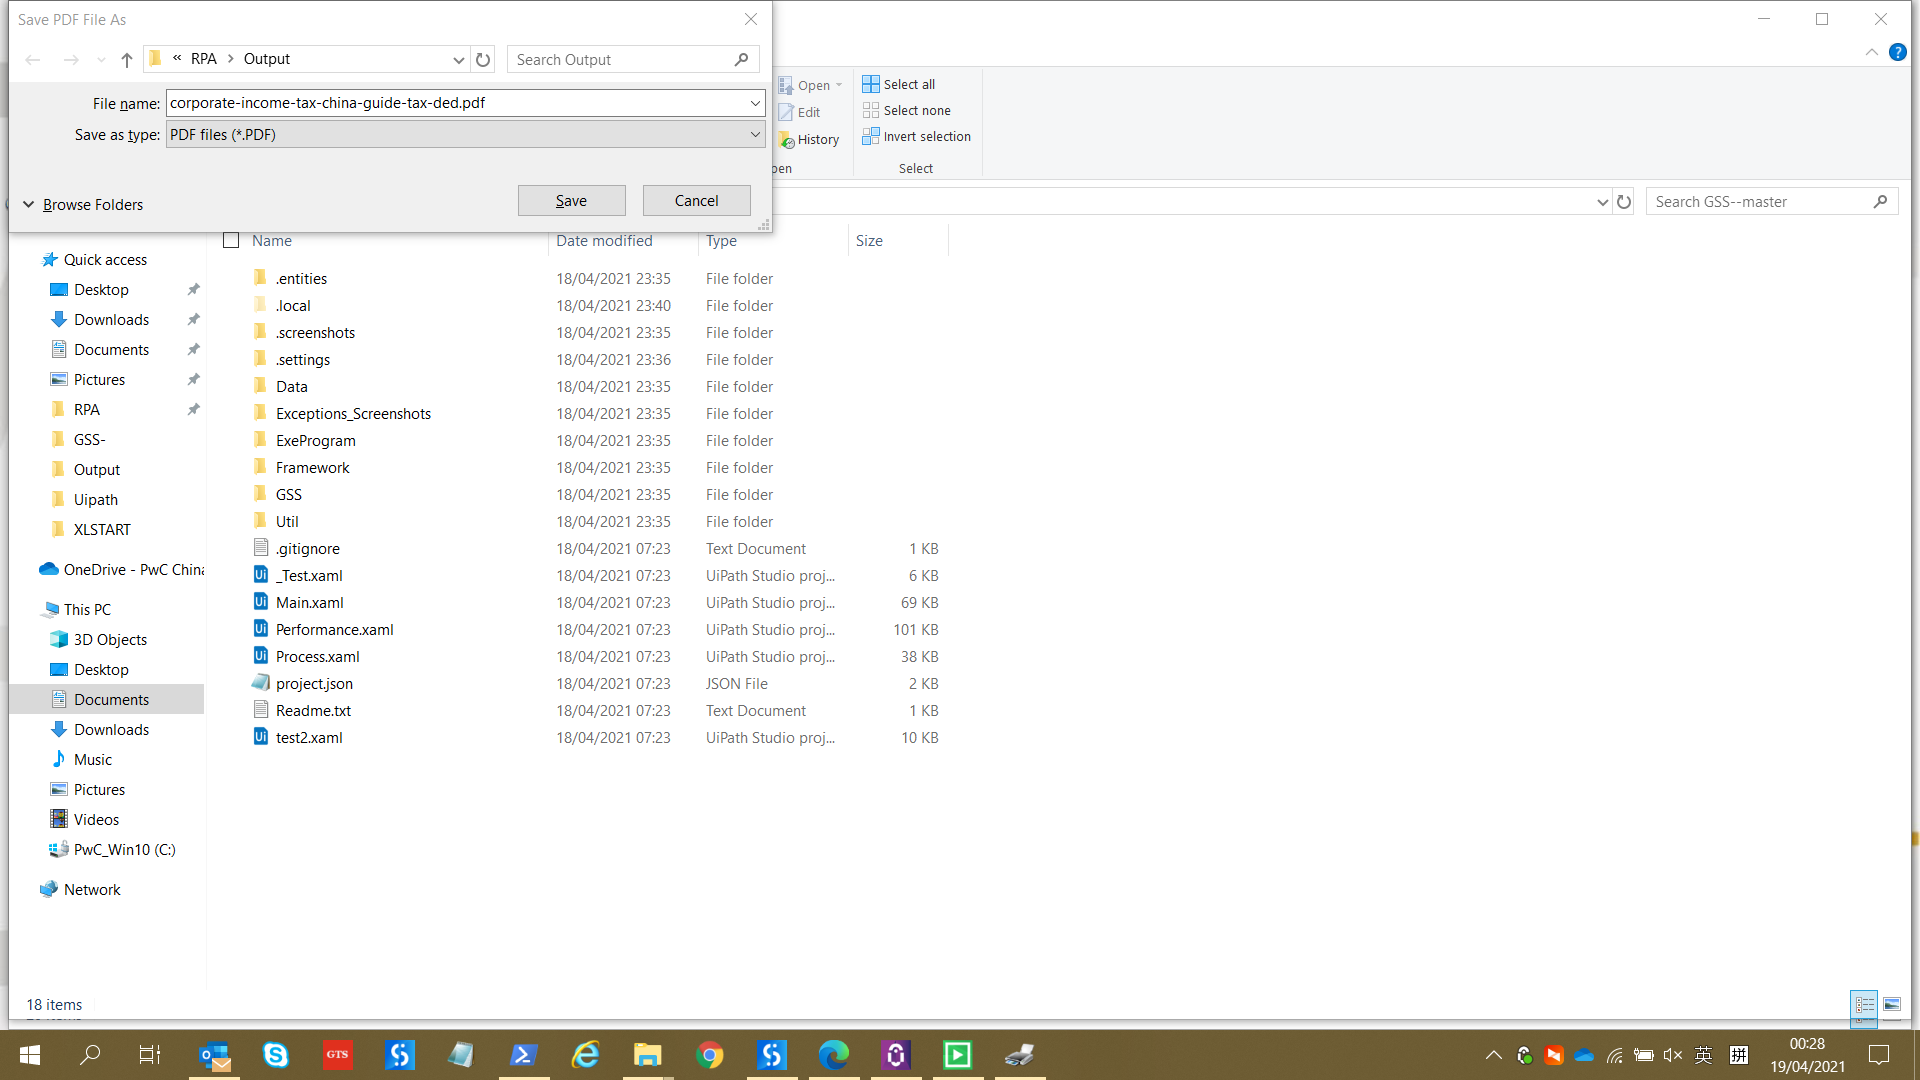 Save PDF File As
« RPA > Output
Search Output
File name:
corporate-income-tax-china-guide-tax-ded.pdf
Save as type:
PDF files (*.PDF)
Browse Folders
Save
Cancel
Open
Edit
History
Select all
Select none
Invert selection
Select
Search GSS--master
Name
Date modified
Type
Size
Quick access
Desktop
Downloads
Documents
Pictures
RPA
GSS-
Output
Uipath
XLSTART
OneDrive - PwC China
This PC
3D Objects
Desktop
Documents
Downloads
Music
Pictures
Videos
PwC_Win10 (C:)
Network
.entities 18/04/2021 23:35 File folder
.local 18/04/2021 23:40 File folder
.screenshots 18/04/2021 23:35 File folder
.settings 18/04/2021 23:36 File folder
Data 18/04/2021 23:35 File folder
Exceptions_Screenshots 18/04/2021 23:35 File folder
ExeProgram 18/04/2021 23:35 File folder
Framework 18/04/2021 23:35 File folder
GSS 18/04/2021 23:35 File folder
Util 18/04/2021 23:35 File folder
.gitignore 18/04/2021 07:23 Text Document 1 KB
_Test.xaml 18/04/2021 07:23 UiPath Studio proj... 6 KB
Main.xaml 18/04/2021 07:23 UiPath Studio proj... 69 KB
Performance.xaml 18/04/2021 07:23 UiPath Studio proj... 101 KB
Process.xaml 18/04/2021 07:23 UiPath Studio proj... 38 KB
project.json 18/04/2021 07:23 JSON File 2 KB
Readme.txt 18/04/2021 07:23 Text Document 1 KB
test2.xaml 18/04/2021 07:23 UiPath Studio proj... 10 KB
18 items
GTS
英
拼
00:28
19/04/2021